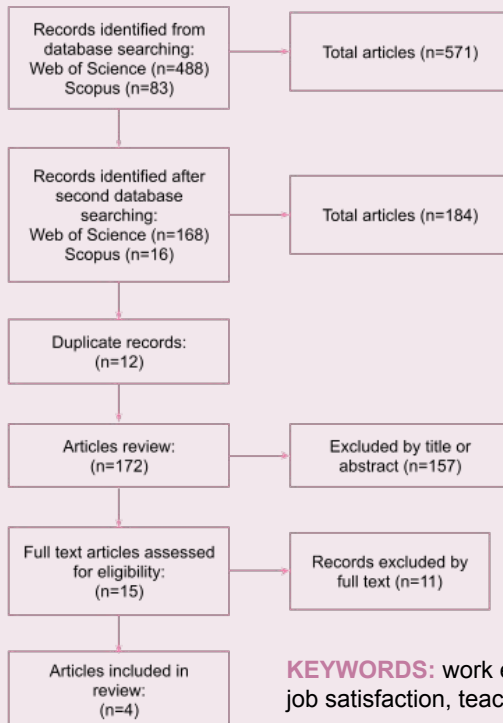 Records identified from
database searching:
Web of Science (n=488)
Scopus (n=83)
Total articles (n=571)
Records identified after
second database
searching:
Web of Science (n=168)
Scopus (n=16)
Total articles (n=184)
Duplicate records:
(n=12)
Articles review:
(n=172)
Excluded by title or
abstract (n=157)
Full text articles assessed
for eligibility:
(n=15)
Records excluded by
full text (n=11)
Articles included in
review:
(n=4)
KEYWORDS: work
job satisfaction,